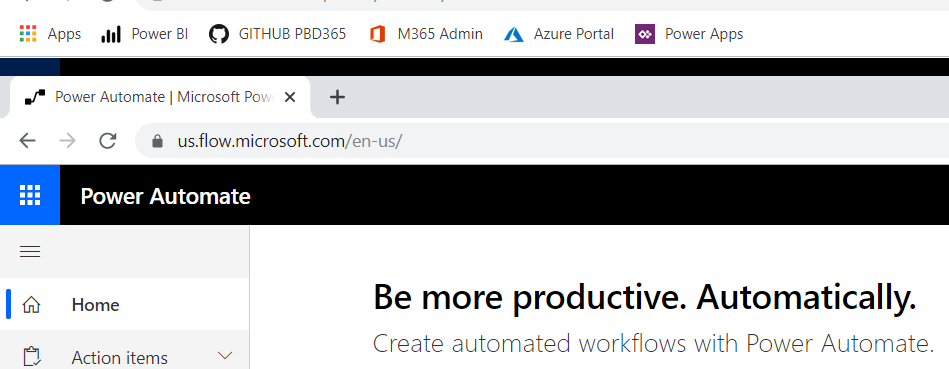 Apps Power BI GITHUB PBD365 M365 Admin Azure Portal Power Apps
Power Automate | Microsoft Pow
us.flow.microsoft.com/en-us/
Power Automate
Home
Action items
Be more productive. Automatically.
Create automated workflows with Power Automate.